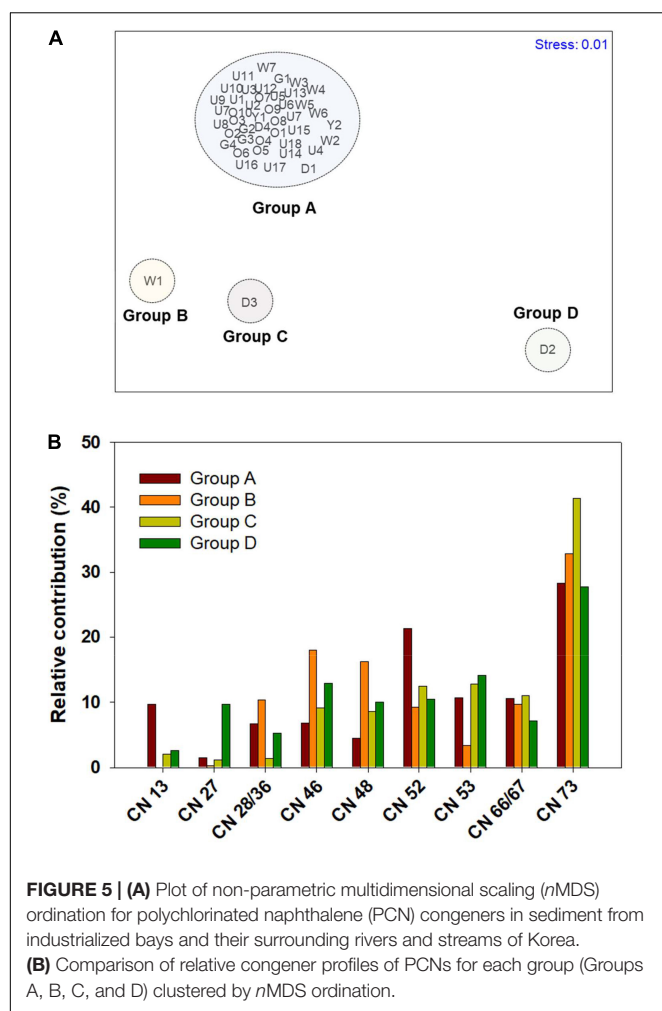 A
Stress: 0.01
W7
U11 G1 W3
U10 U3 U12 U13 W4
U9 U1 O7 U5
U2 U6 W5
U7 O10 O9 U7 W6
U8 O3 Y1 O8 Y2
G2 D4 U15
O2 O1
G3 O4 U18 W2
G4 O5 U4
O6 U14
U16 U17 D1
Group A
W1
Group B
D3
Group C
Group D
D2
B
50
40
30
20
10
0
Relative contribution (%)
Group A
Group B
Group C
Group D
CN 13
CN 27
CN 28/36
CN 46
CN 48
CN 52
CN 53
CN 66/67
CN 73
FIGURE 5 | (A) Plot of non-parametric multidimensional scaling (nMDS)
ordination for polychlorinated naphthalene (PCN) congeners in sediment from
industrialized bays and their surrounding rivers and streams of Korea.
(B) Comparison of relative congener profiles of PCNs for each group (Groups
A, B, C, and D) clustered by nMDS ordination.